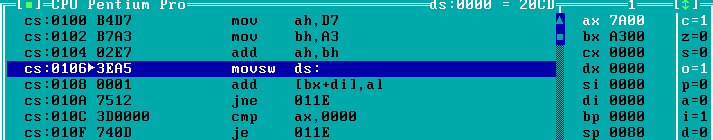 [■]=CPU Pentium Pro ds:0000 = 20CD 1 [↕]
cs:0100 B4D7 mov ah,D7 ▲ ax 7A00 c=1
cs:0102 B7A3 mov bh,A3 ■ bx A300 z=0
cs:0104 02E7 add ah,bh cx 0000 s=0
cs:0106▶3EA5 movsw ds: dx 0000 o=1
cs:0108 0001 add [bx+di],al si 0000 p=0
cs:010A 7512 jne 011E di 0000 a=0
cs:010C 3D0000 cmp ax,0000 bp 0000 i=1
cs:010F 740D je 011E sp 0080 d=0